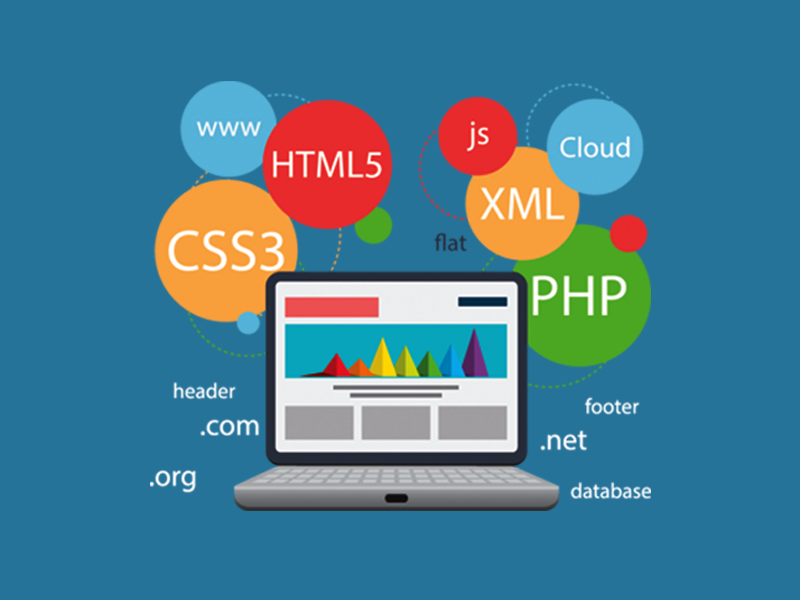 www
HTML5
CSS3
js
Cloud
XML
flat
PHP
header
.com
.org
footer
.net
database